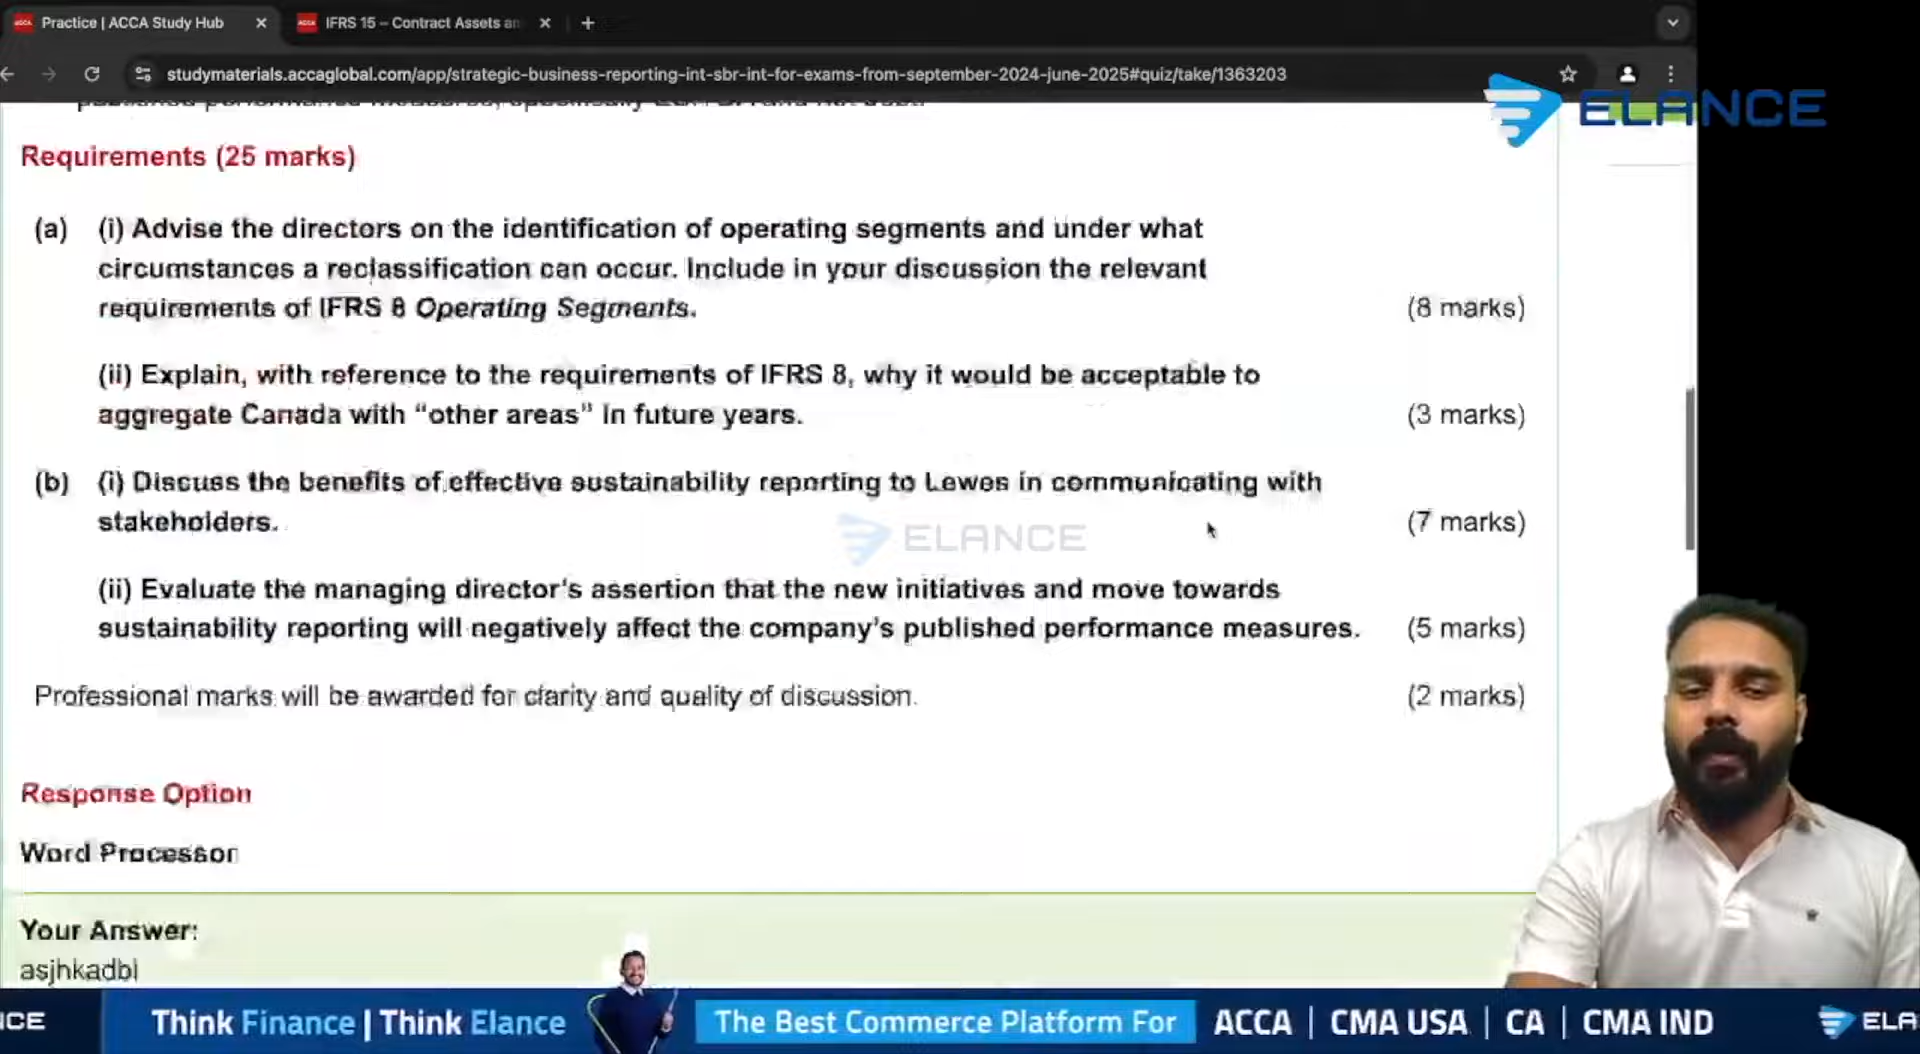 Practice | ACCA Study Hub
IFRS 15 – Contract Assets an
studymaterials.accaglobal.com/app/strategic-business-reporting-int-sbr-int-for-exams-from-september-2024-june-2025#quiz/take/1363203
ELANCE
Requirements (25 marks)
(a) (i) Advise the directors on the identification of operating segments and under what
circumstances a reclassification can occur. Include in your discussion the relevant
requirements of IFRS 8 Operating Segments. (8 marks)
(ii) Explain, with reference to the requirements of IFRS 8, why it would be acceptable to
aggregate Canada with “other areas” in future years. (3 marks)
(b) (i) Discuss the benefits of effective sustainability reporting to Lewes in communicating with
stakeholders. (7 marks)
ELANCE
(ii) Evaluate the managing director’s assertion that the new initiatives and move towards
sustainability reporting will negatively affect the company’s published performance measures. (5 marks)
Professional marks will be awarded for clarity and quality of discussion. (2 marks)
Response Option
Word Processor
Your Answer:
asjhkadbl
NCE Think Finance | Think Elance The Best Commerce Platform For ACCA | CMA USA | CA | CMA IND ELA